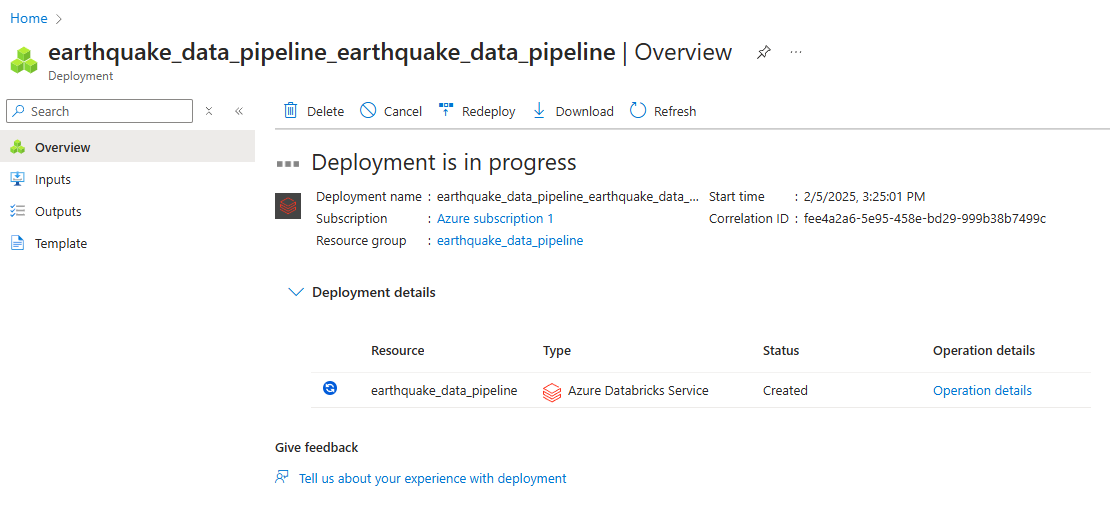 Home
earthquake_data_pipeline_earthquake_data_pipeline | Overview
Deployment
Search
Overview
Inputs
Outputs
Template
Delete Cancel Redeploy Download Refresh
Deployment is in progress
Deployment name : earthquake_data_pipeline_earthquake_data_... Start time : 2/5/2025, 3:25:01 PM
Subscription : Azure subscription 1 Correlation ID : fee4a2a6-5e95-458e-bd29-999b38b7499c
Resource group : earthquake_data_pipeline
Deployment details
Resource Type Status Operation details
earthquake_data_pipeline Azure Databricks Service Created Operation details
Give feedback
Tell us about your experience with deployment